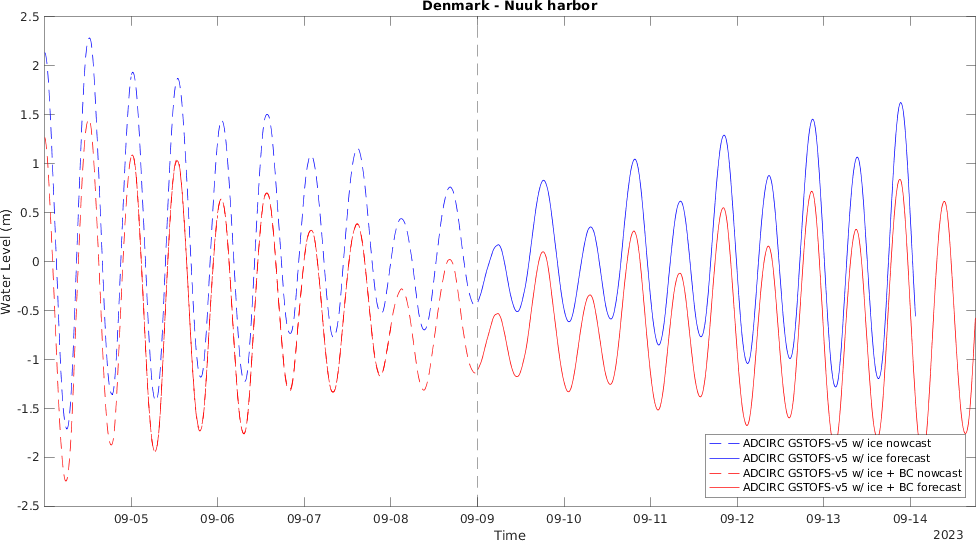 Denmark - Nuuk harbor
2.5
2
1.5
1
0.5
0
-0.5
-1
-1.5
-2
-2.5
Water Level (m)
ADCIRC GSTOFS-v5 w/ ice nowcast
ADCIRC GSTOFS-v5 w/ ice forecast
ADCIRC GSTOFS-v5 w/ ice + BC nowcast
ADCIRC GSTOFS-v5 w/ ice + BC forecast
09-05 09-06 09-07 09-08 09-09 09-10 09-11 09-12 09-13 09-14
Time
2023